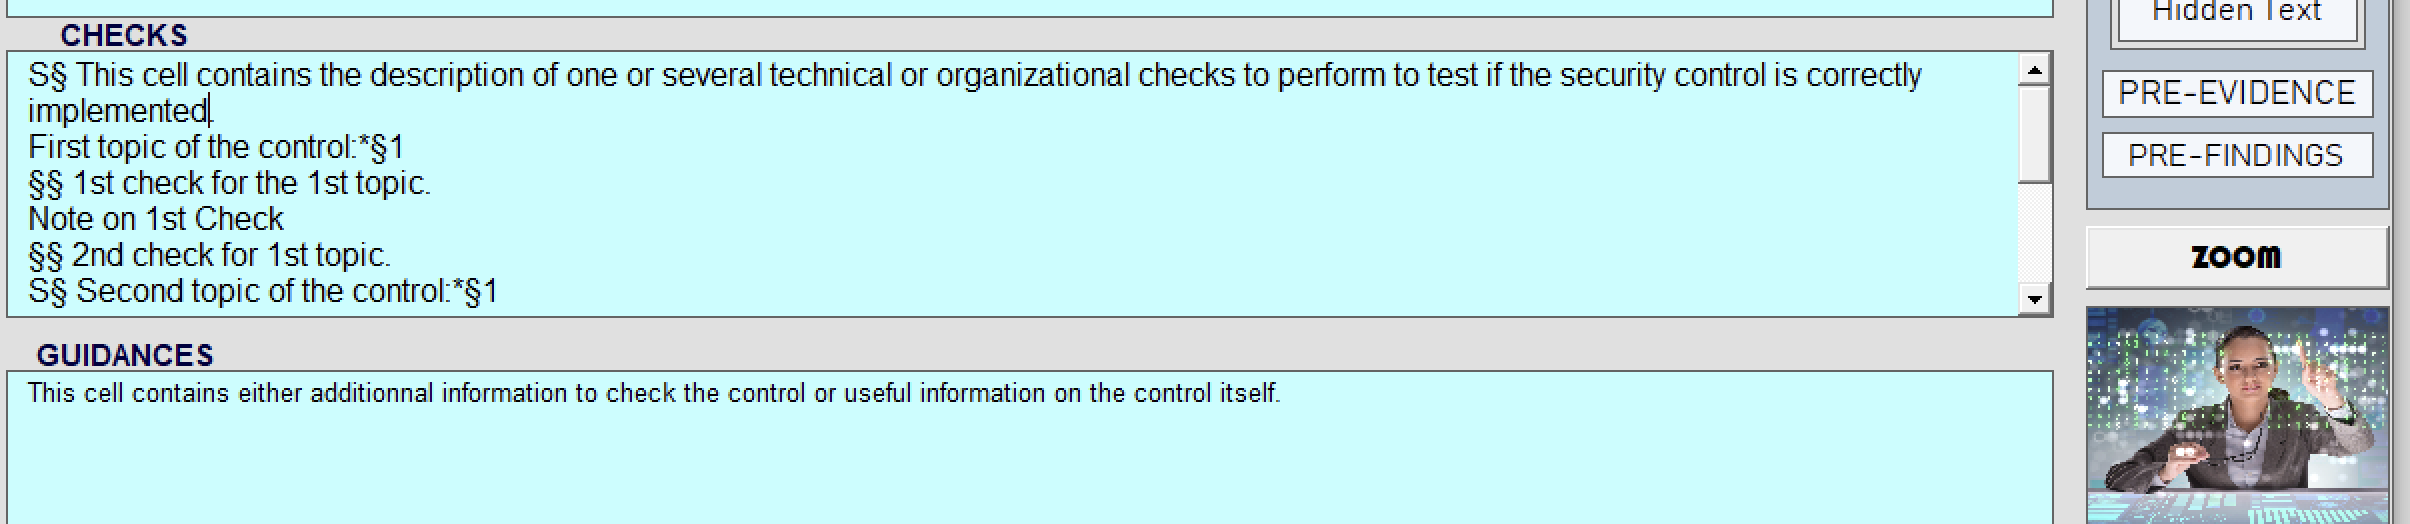 CHECKS
S§ This cell contains the description of one or several technical or organizational checks to perform to test if the security control is correctly
implemented.
First topic of the control:*§1
§§ 1st check for the 1st topic.
Note on 1st Check
§§ 2nd check for 1st topic.
S§ Second topic of the control:*§1
GUIDANCES
This cell contains either additionnal information to check the control or useful information on the control itself.
Hidden Text
PRE-EVIDENCE
PRE-FINDINGS
ZOOM